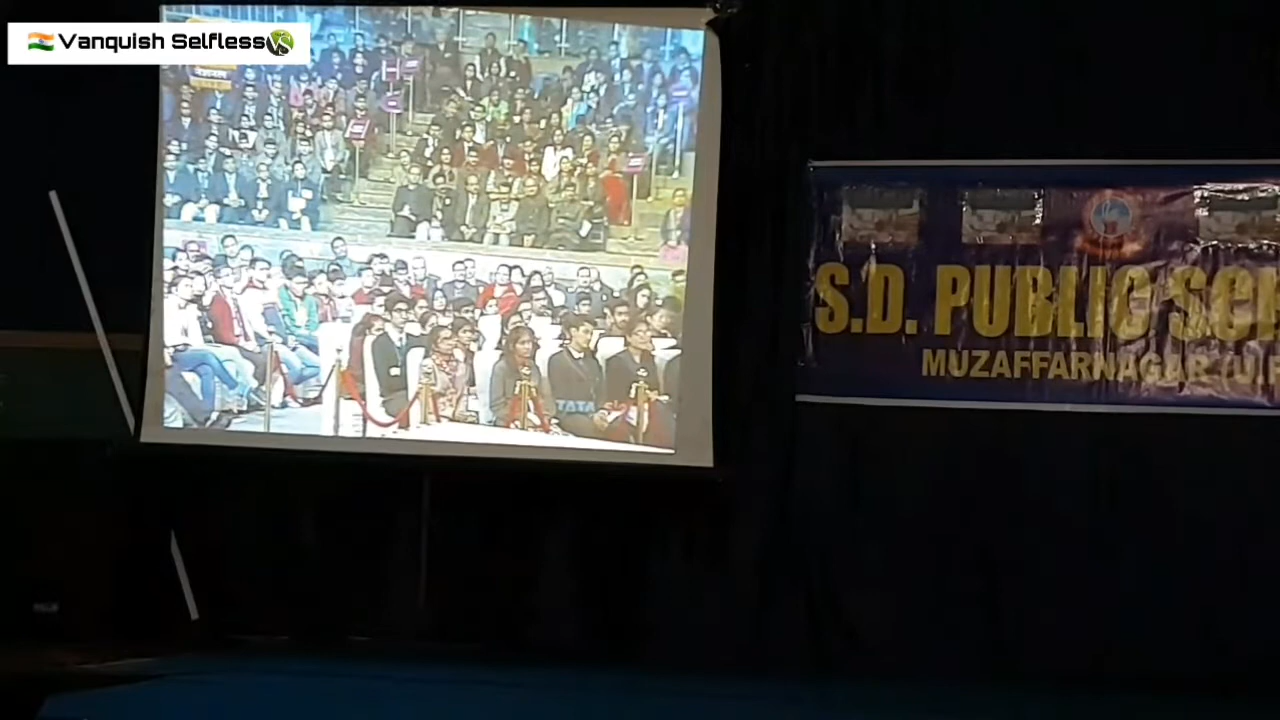 🇮🇳 Vanquish Selfless
TATA
S.D. PUBLIC SC
MUZAFFARNAGAR (U.P